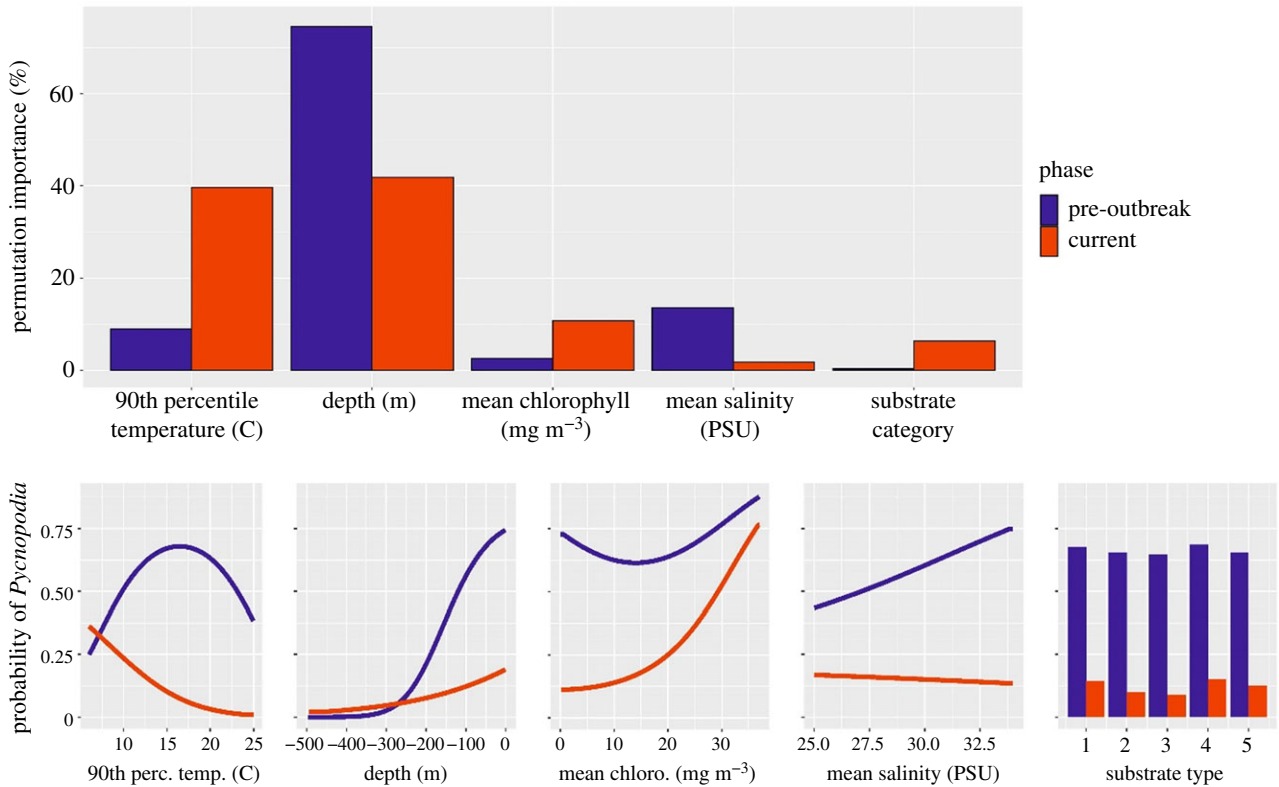 permutation importance (%)
60
40
20
0
90th percentile
temperature (C)
depth (m)
mean chlorophyll
(mg m⁻³)
mean salinity
(PSU)
substrate
category
phase
pre-outbreak
current
probability of Pycnopodia
0.75
0.50
0.25
0
10 15 20 25
90th perc. temp. (C)
−500 −400 −300 −200 −100 0
depth (m)
0 10 20 30
mean chloro. (mg m⁻³)
25.0 27.5 30.0 32.5
mean salinity (PSU)
1 2 3 4 5
substrate type